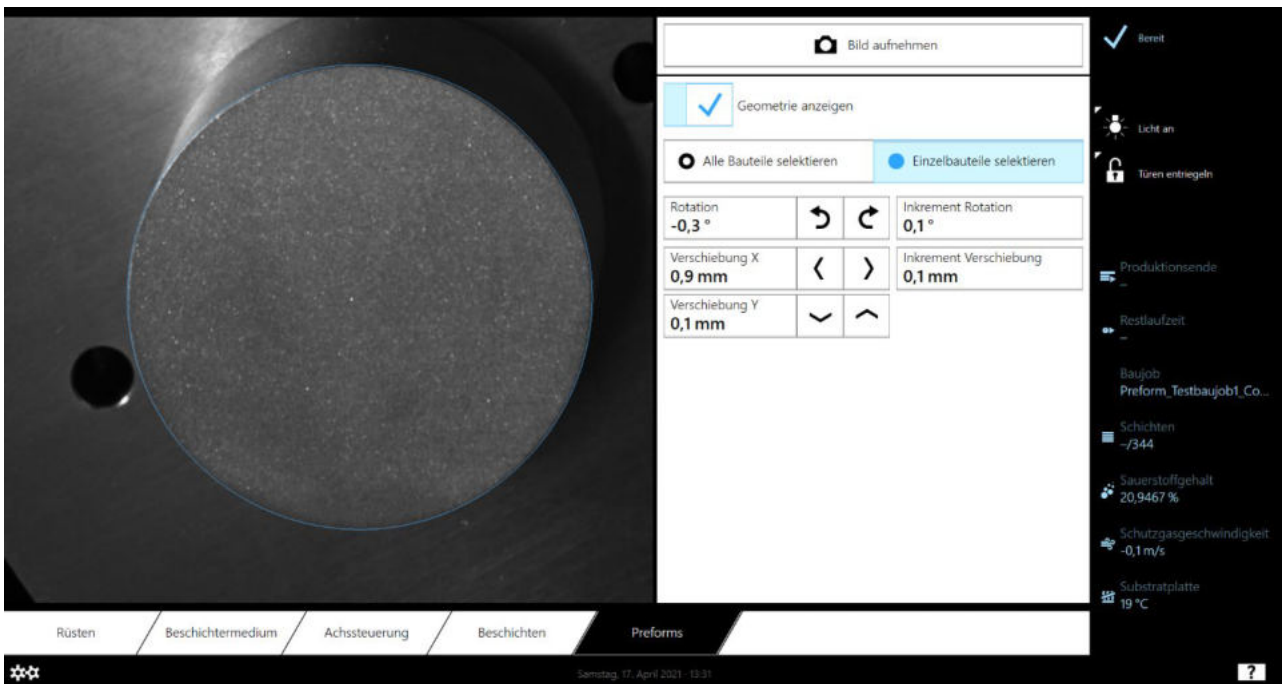 Bild aufnehmen
Geometrie anzeigen
Alle Bauteile selektieren
Einzelbauteile selektieren
Rotation
-0,3 °
Inkrement Rotation
0,1 °
Verschiebung X
0,9 mm
Inkrement Verschiebung
0,1 mm
Verschiebung Y
0,1 mm
Bereit
Licht an
Türen entriegeln
Produktionsende
–
Restlaufzeit
–
Baujob
Preform_Testbaujob1_Co...
Schichten
–/344
Sauerstoffgehalt
20,9467 %
Schutzgasgeschwindigkeit
-0,1 m/s
Substratplatte
19 °C
Rüsten
Beschichtermedium
Achssteuerung
Beschichten
Preforms
Samstag, 17. April 2021 - 13:31
?